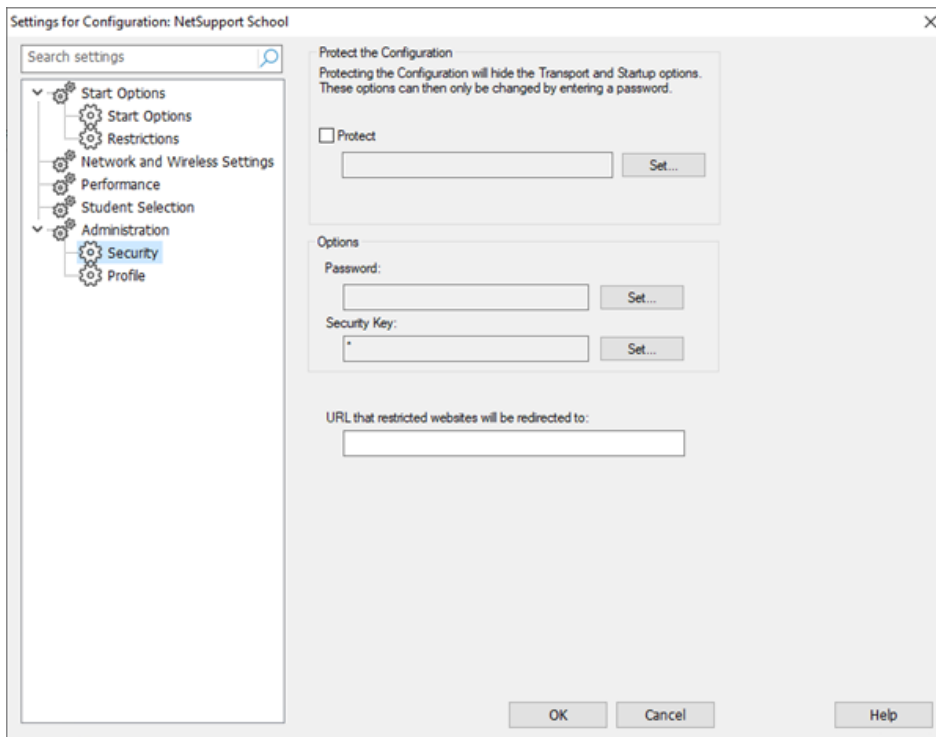 Settings for Configuration: NetSupport School
Search settings
Start Options
Start Options
Restrictions
Network and Wireless Settings
Performance
Student Selection
Administration
Security
Profile
Protect the Configuration
Protecting the Configuration will hide the Transport and Startup options.
These options can then only be changed by entering a password.
Protect
Set...
Options
Password:
Set...
Security Key:
*
Set...
URL that restricted websites will be redirected to:
OK
Cancel
Help